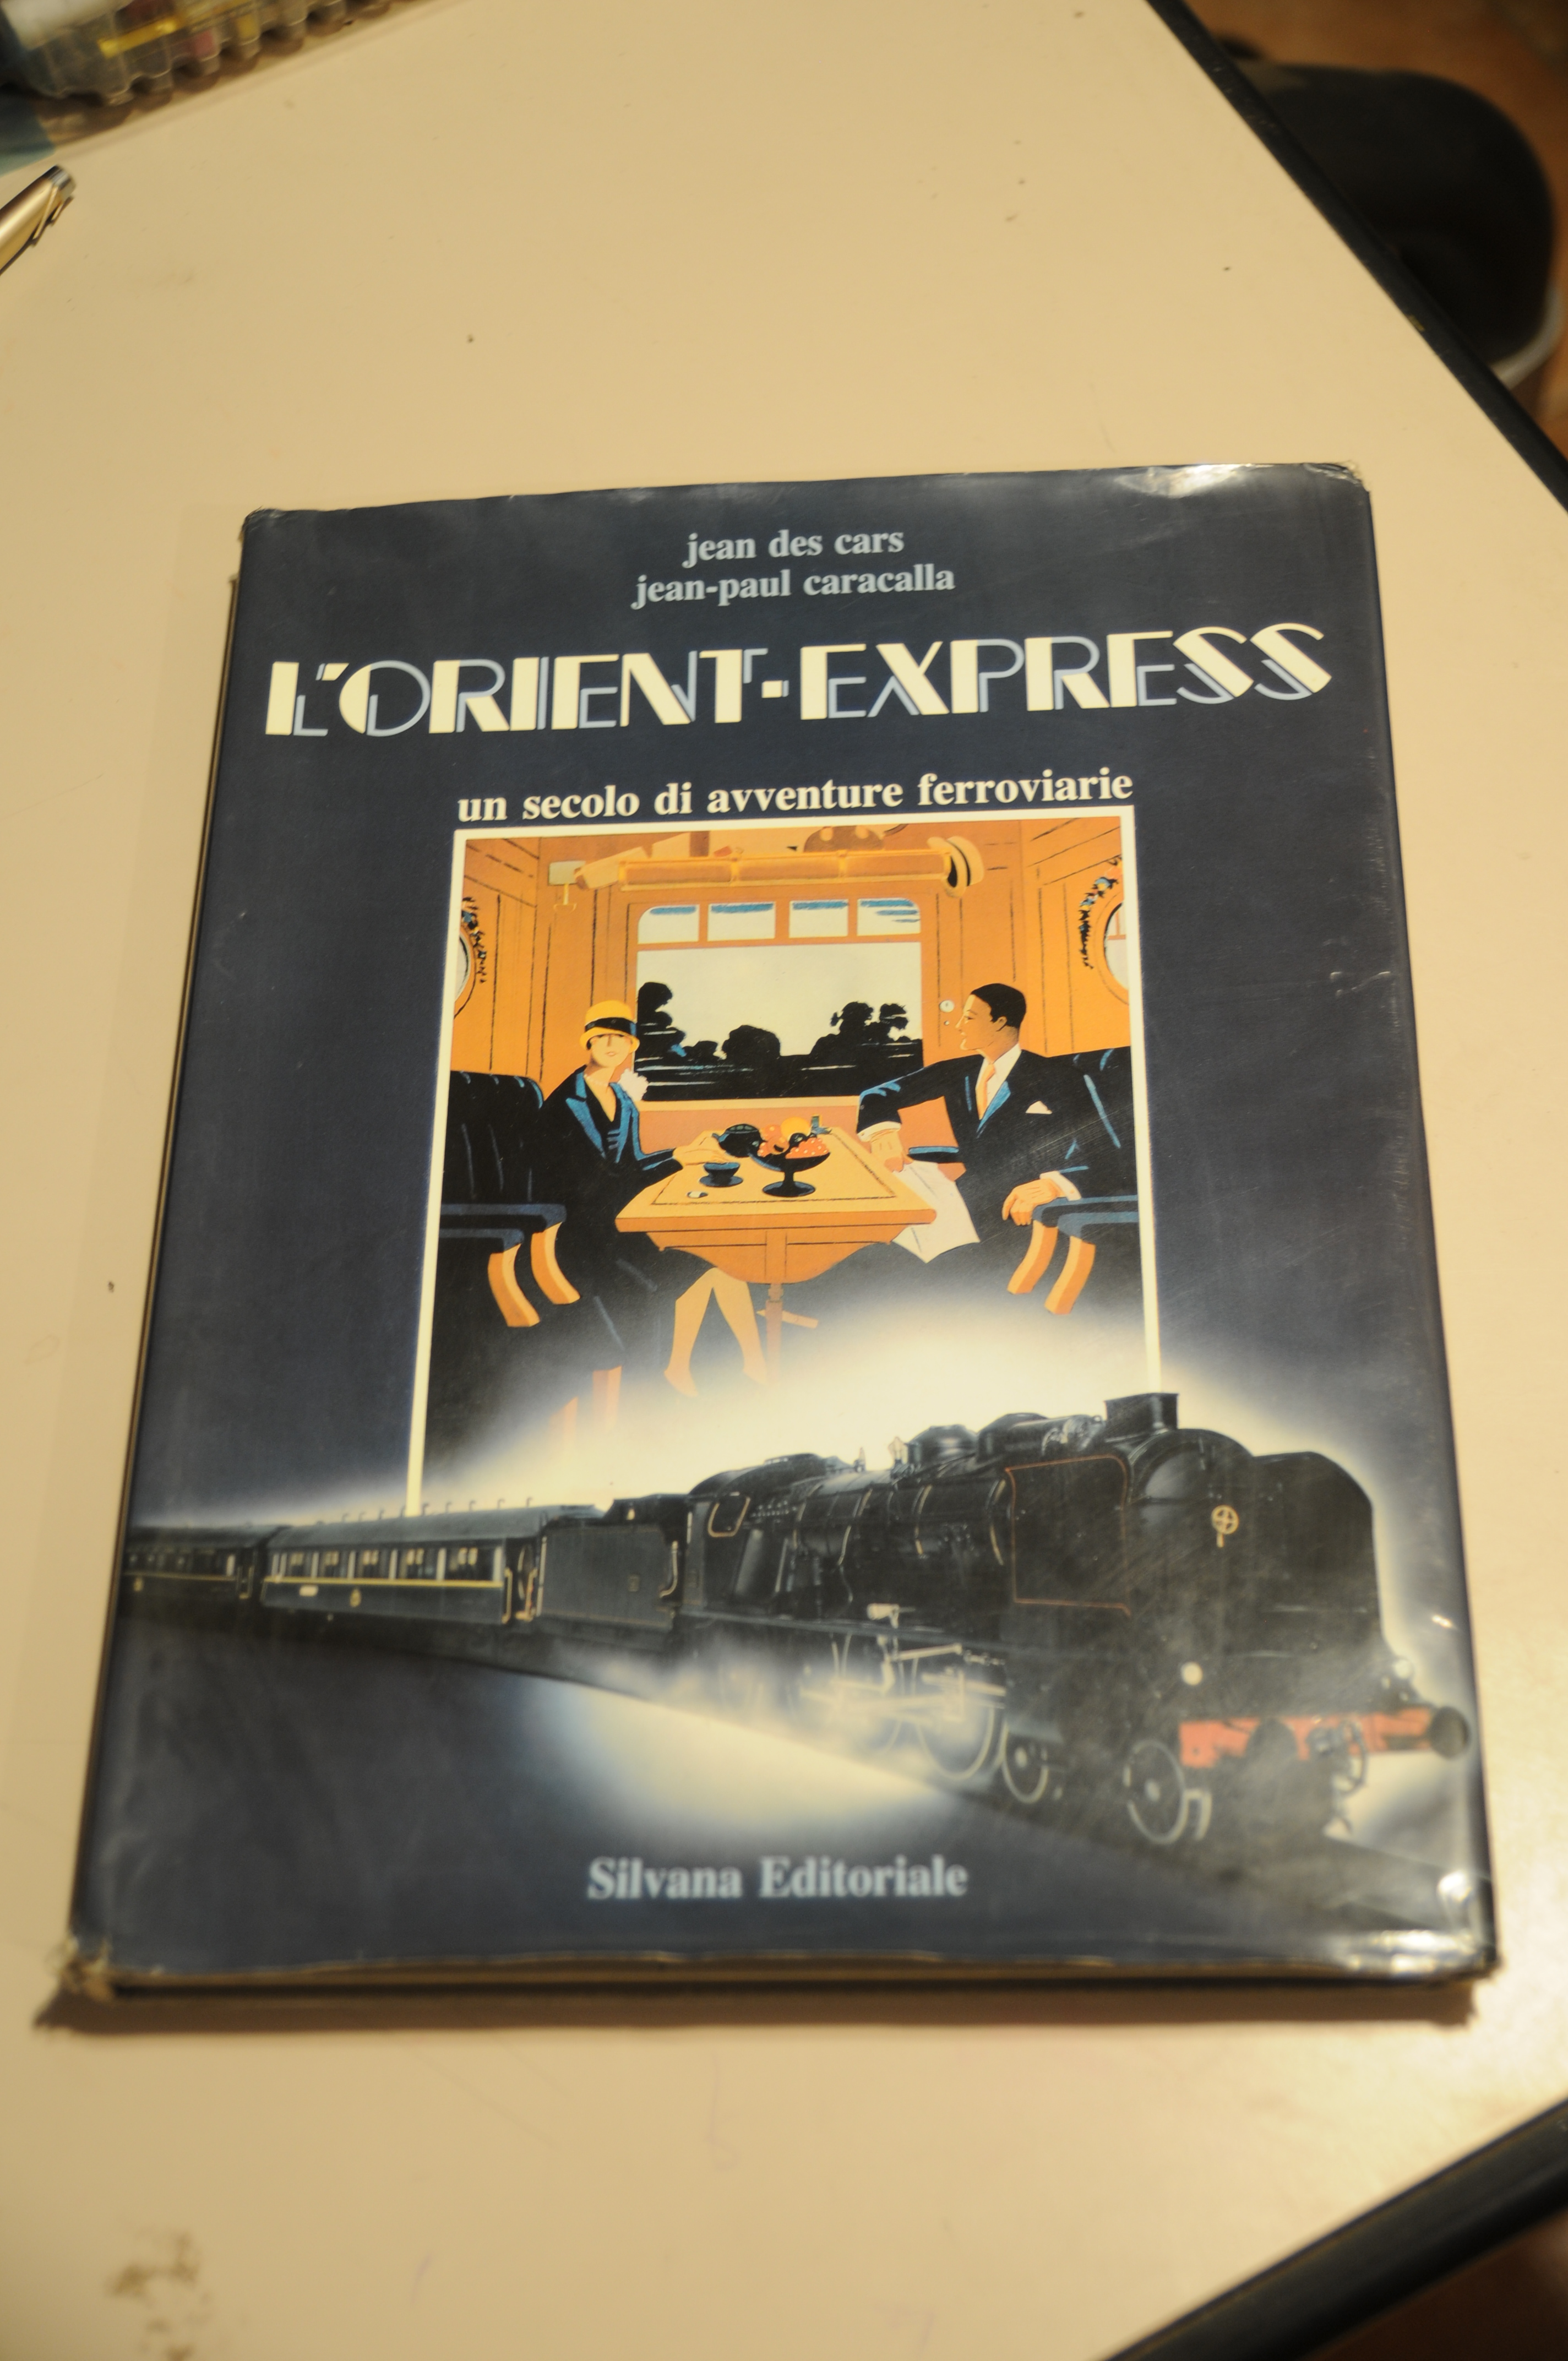 jean des cars
jean-paul caracalla
L'ORIENT-EXPRESS
un secolo di avventure ferroviarie
Silvana Editoriale